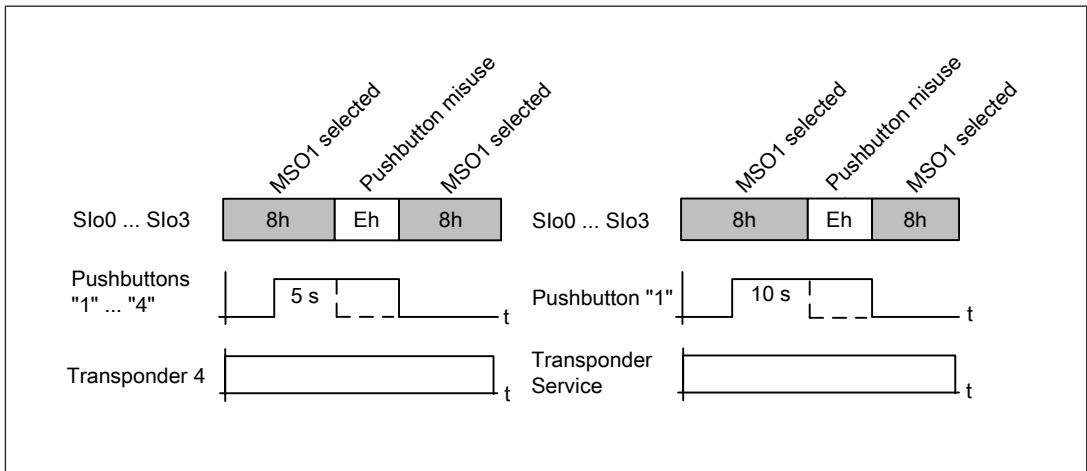 MSO1 selected
Pushbutton misuse
MSO1 selected
SIo0 ... SIo3
8h
Eh
8h
Pushbuttons
"1" ... "4"
5 s
t
Transponder 4
t
MSO1 selected
Pushbutton misuse
MSO1 selected
SIo0 ... SIo3
8h
Eh
8h
Pushbutton "1"
10 s
t
Transponder
Service
t